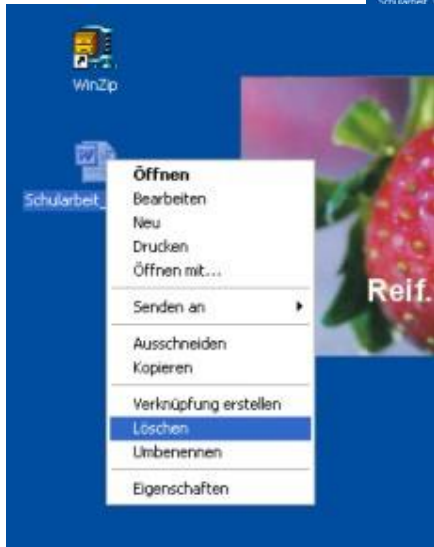 WinZip
Schularbeit_
Öffnen
Bearbeiten
Neu
Drucken
Öffnen mit...
Senden an
Ausschneiden
Kopieren
Verknüpfung erstellen
Löschen
Umbenennen
Eigenschaften
Reif.